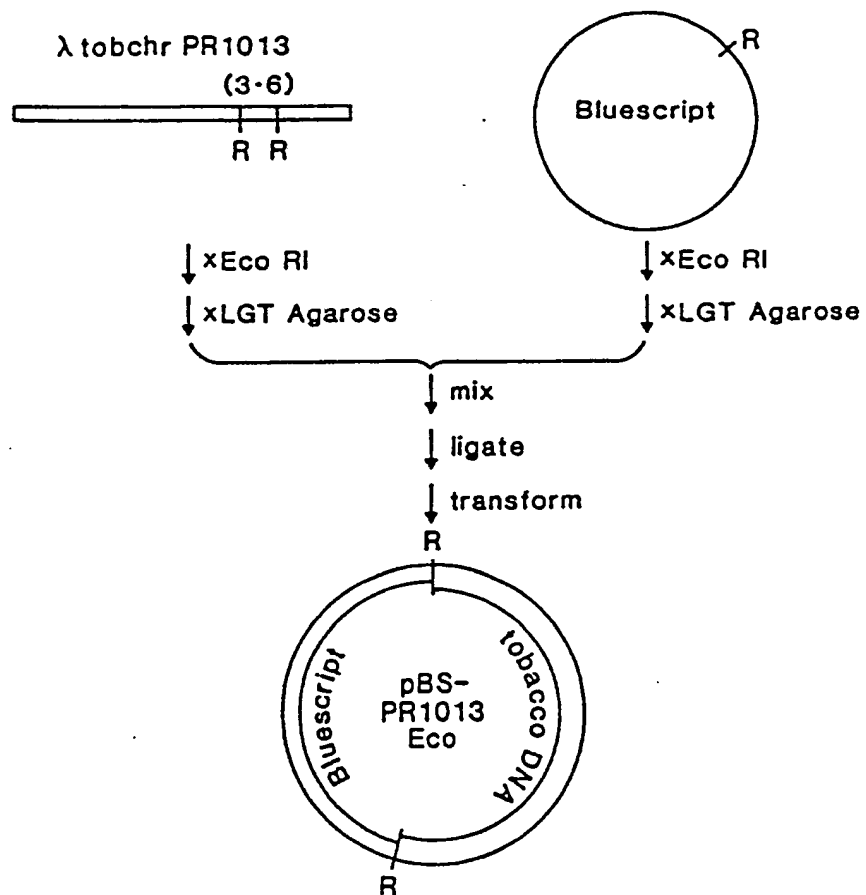 λ tobchr PR1013
(3·6)
R R
R
Bluescript
xEco RI
xLGT Agarose
xEco RI
xLGT Agarose
mix
ligate
transform
R
Bluescript
pBS-
PR1013
Eco
tobacco DNA
R